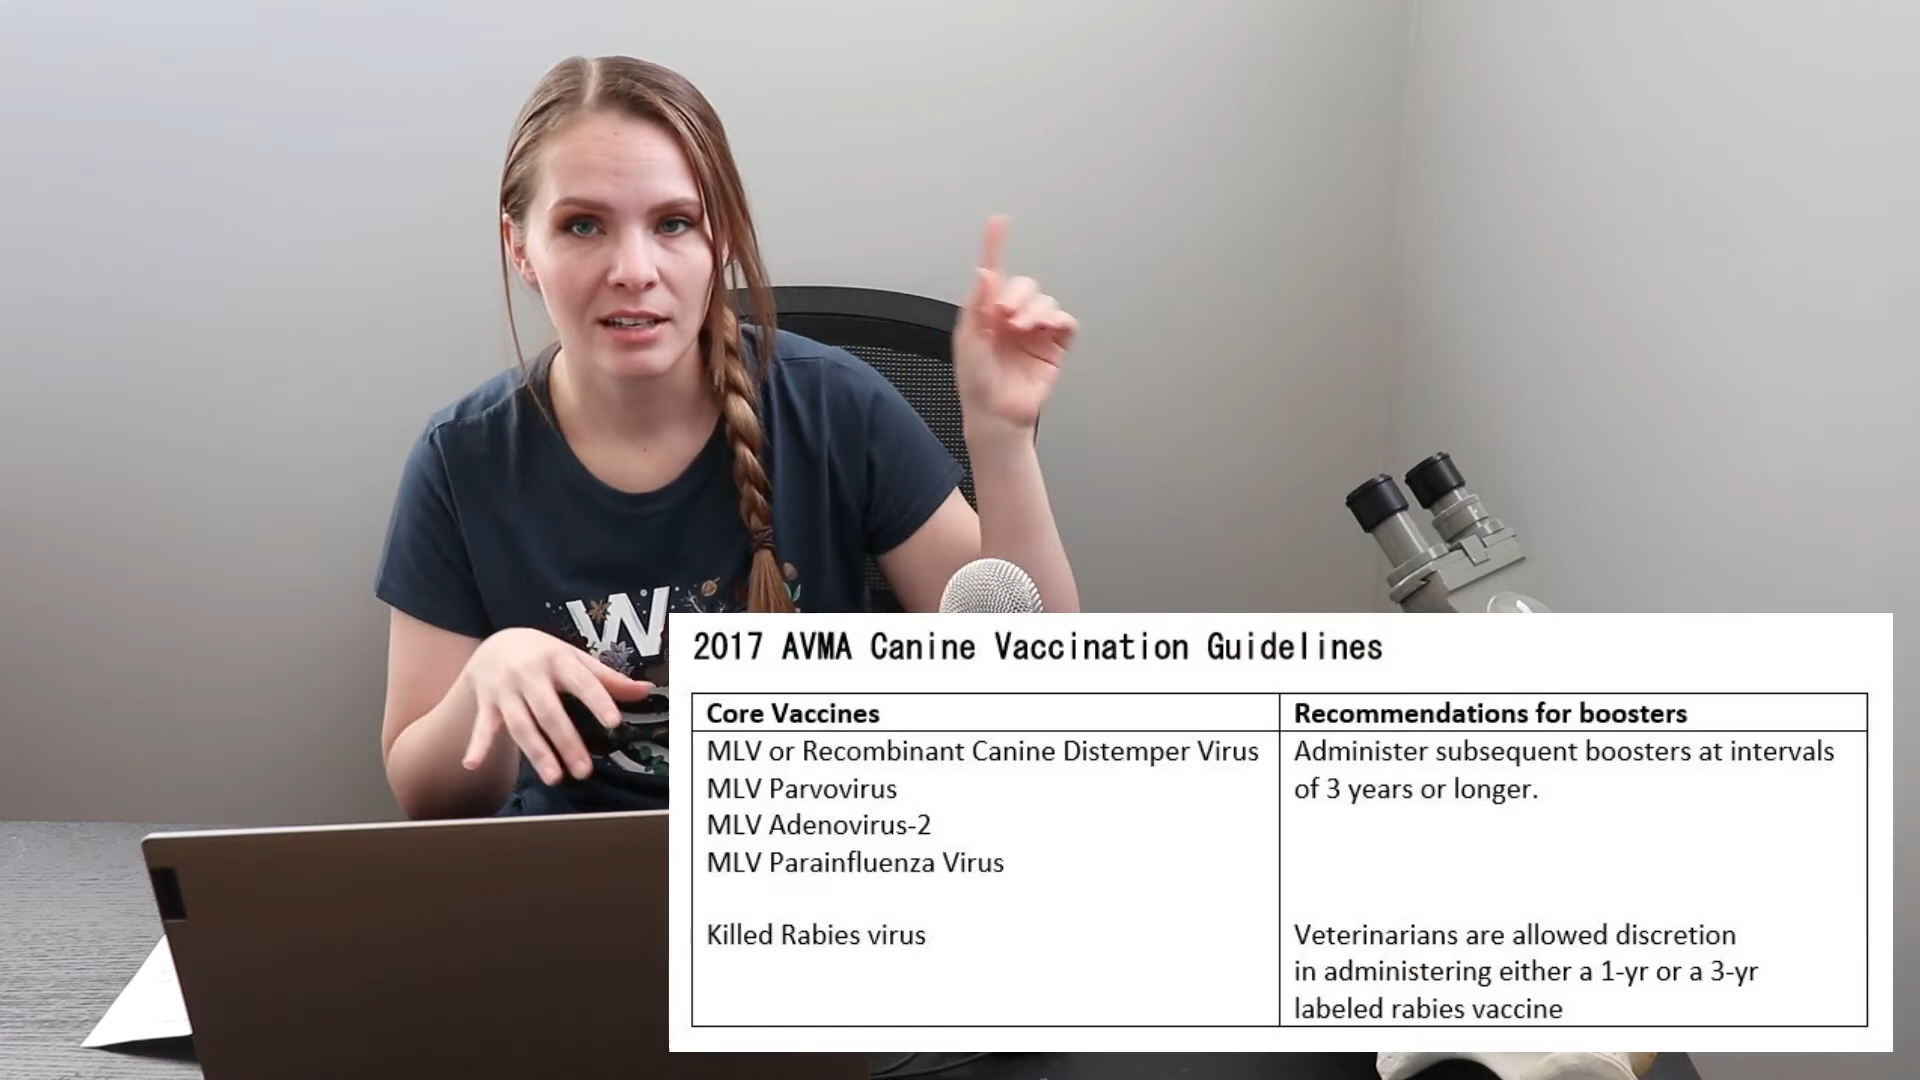 W
2017 AVMA Canine Vaccination Guidelines
Core Vaccines
Recommendations for boosters
MLV or Recombinant Canine Distemper Virus
MLV Parvovirus
MLV Adenovirus-2
MLV Parainfluenza Virus
Administer subsequent boosters at intervals
of 3 years or longer.
Killed Rabies virus
Veterinarians are allowed discretion
in administering either a 1-yr or a 3-yr
labeled rabies vaccine